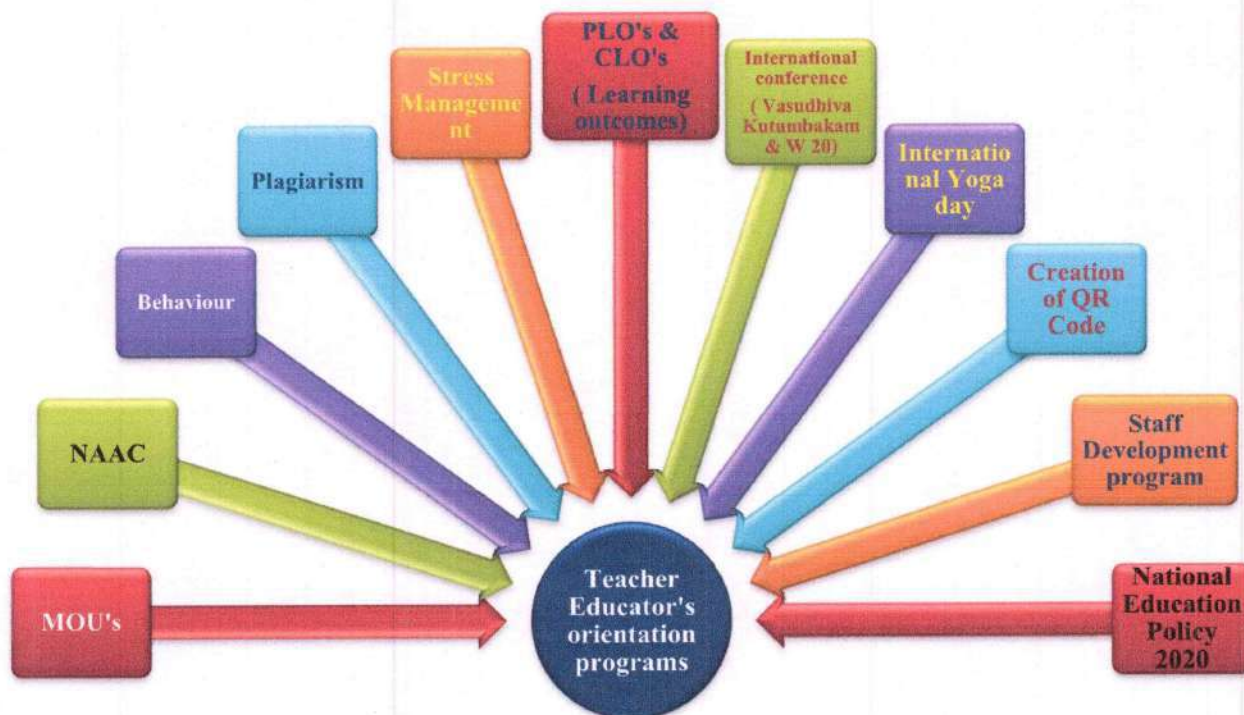 MOU's
NAAC
Behaviour
Plagiarism
Stress
Manageme
nt
PLO's &
CLO's
( Learning
outcomes)
International
conference
( Vasudhiva
Kutumbakam
& W 20)
Internatio
nal Yoga
day
Creation
of QR
Code
Staff
Development
program
National
Education
Policy
2020
Teacher
Educator's
orientation
programs